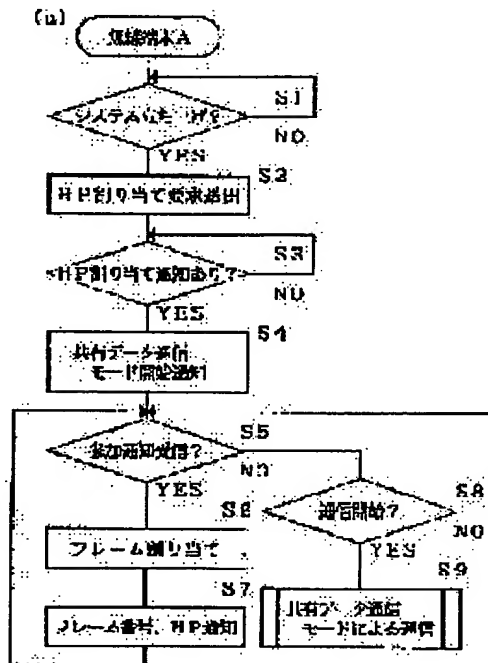 (a)
無線端末A
S1
システム立ち上げ?
NO
YES
S2
HP割り当て要求送出
S3
HP割り当て通知あり?
NO
YES
S4
共有データ通信
モード開始通知
S5
参加通知受信?
NO
YES
S6
フレーム割り当て
S7
フレーム番号、HP通知
S8
通信開始?
NO
YES
S9
共有データ通信
モードによる通信